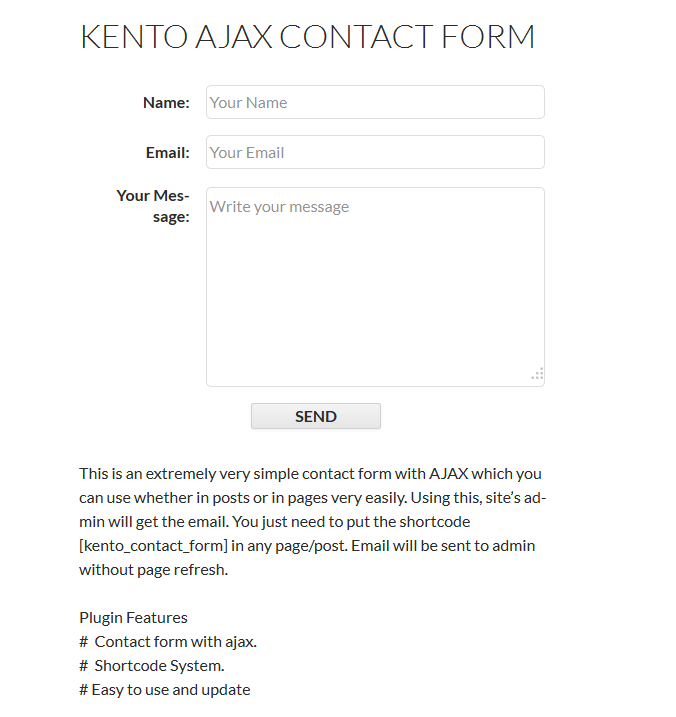 KENTO AJAX CONTACT FORM
Name:
Your Name
Email:
Your Email
Your Mes-
sage:
Write your message
SEND
This is an extremely very simple contact form with AJAX which you
can use whether in posts or in pages very easily. Using this, site’s ad-
min will get the email. You just need to put the shortcode
[kento_contact_form] in any page/post. Email will be sent to admin
without page refresh.
Plugin Features
#  Contact form with ajax.
#  Shortcode System.
# Easy to use and update